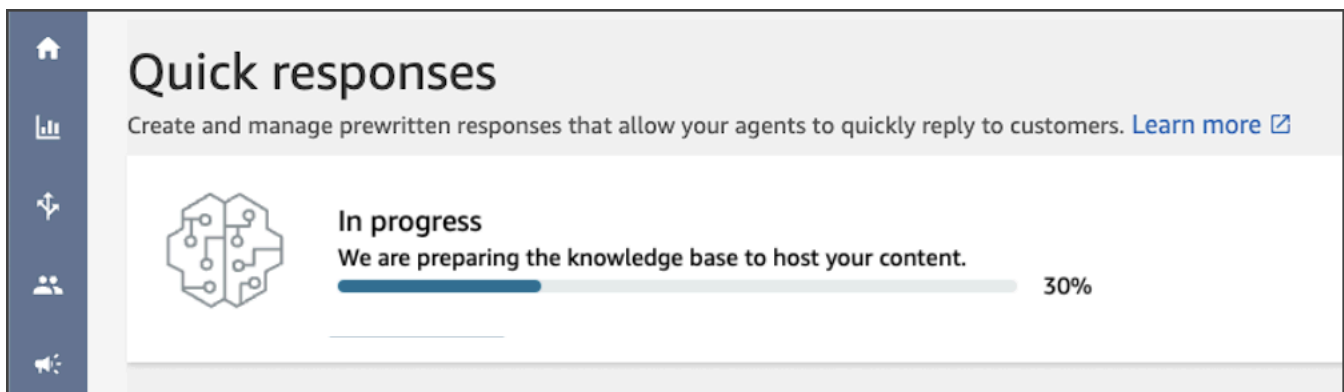 Quick responses
Create and manage prewritten responses that allow your agents to quickly reply to customers. Learn more
In progress
We are preparing the knowledge base to host your content.
30%